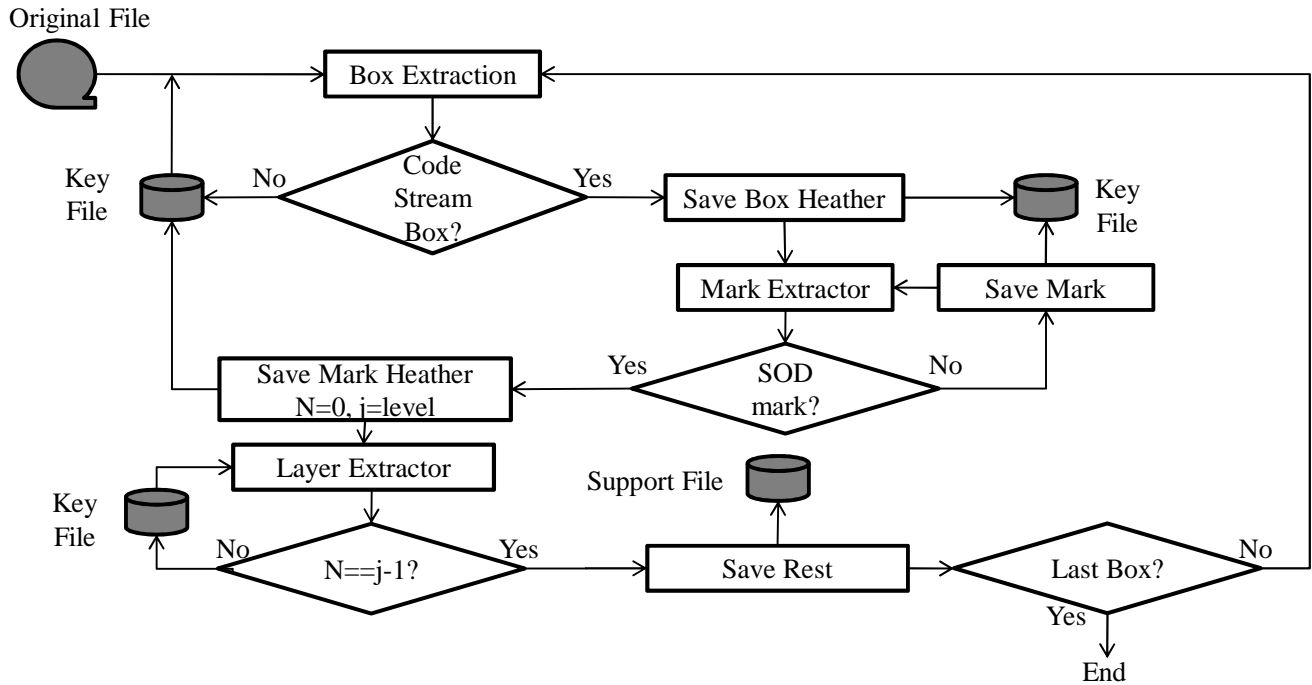 Original File
Box Extraction
Key
File
No
Code
Stream
Box?
Yes
Save Box Heather
Key
File
Mark Extractor
Save Mark
Save Mark Heather
N=0, j=level
Yes
SOD
mark?
No
Layer Extractor
Key
File
Support File
No
N==j-1?
Yes
Save Rest
Last Box?
No
Yes
End